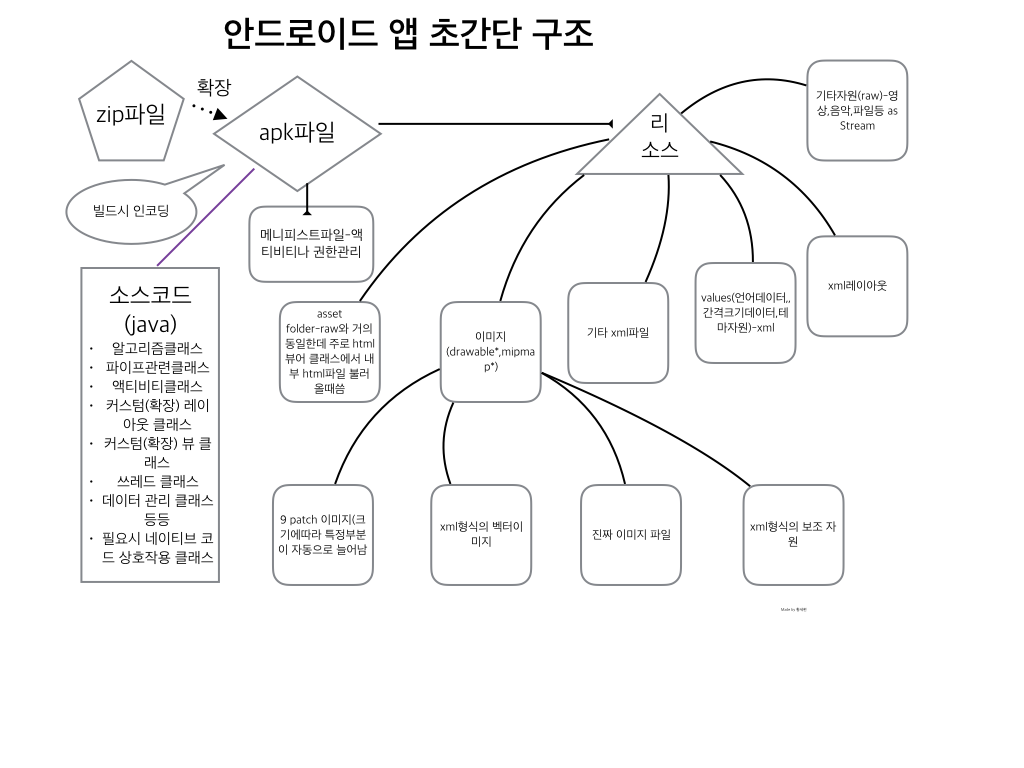 안드로이드 앱 초간단 구조
zip파일
확장
apk파일
빌드시 인코딩
메니피스트파일-액
티비티나 권한관리
소스코드
(java)
• 알고리즘클래스
• 파이프관련클래스
• 액티비티클래스
• 커스텀(확장) 레이
아웃 클래스
• 커스텀(확장) 뷰 클
래스
• 쓰레드 클래스
• 데이터 관리 클래스
등등
• 필요시 네이티브 코
드 상호작용 클래스
리
소스
기타자원(raw)-영
상,음악,파일등 as
Stream
xml레이아웃
values(언어데이터,,
간격크기데이터,테
마자원)-xml
기타 xml파일
이미지
(drawable*,mipma
p*)
asset
folder-raw와 거의
동일한데 주로 html
뷰어 클래스에서 내
부 html파일 불러
올때씀
9 patch 이미지(크
기에따라 특정부분
이 자동으로 늘어남
xml형식의 벡터이
미지
진짜 이미지 파일
xml형식의 보조 자
원
Made by